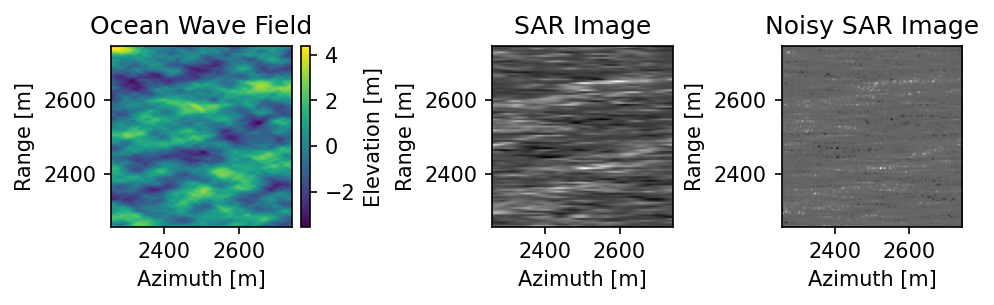 Ocean Wave Field
Range [m]
2600
2400
2400 2600
Azimuth [m]
4
2
0
−2
Elevation [m]
SAR Image
Range [m]
2600
2400
2400 2600
Azimuth [m]
Noisy SAR Image
Range [m]
2600
2400
2400 2600
Azimuth [m]